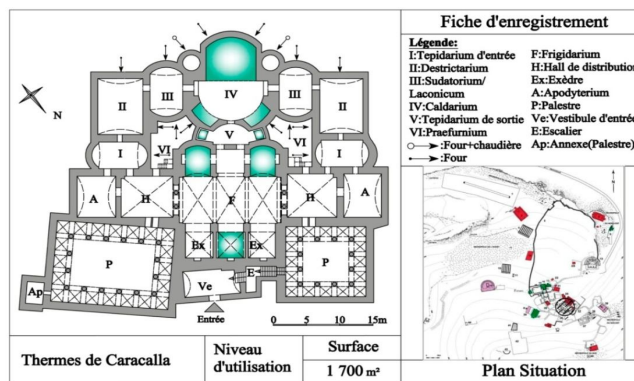 Fiche d'enregistrement
Légende:
I:Tepidarium d'entrée
II:Destrictarium
III:Sudatorium/
Laconicum
IV:Caldarium
V:Tepidarium de sortie
VI:Praefurnium
:Four+chaudière
:Four
F:Frigidarium
H:Hall de distribution
Ex:Exèdre
A:Apodyterium
P:Palestre
Ve:Vestibule d'entrée
E:Escalier
Ap:Annexe(Palestre)
N
II
III
IV
III
II
V
I
VI
VI
I
A
H
F
H
A
Ex
Ex
P
P
E
Ve
Ap
Entrée
0 5 10 15m
Thermes de Caracalla
Niveau
d'utilisation
Surface
1 700 m²
Plan Situation